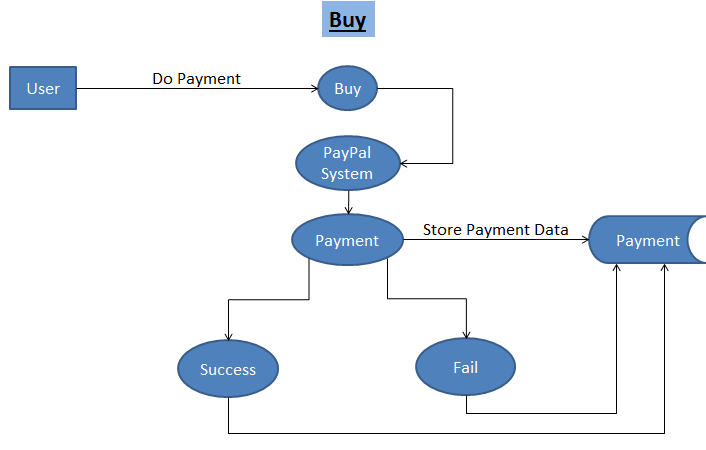 Buy
Do Payment
User
Buy
PayPal
System
Payment
Store Payment Data
Payment
Success
Fail